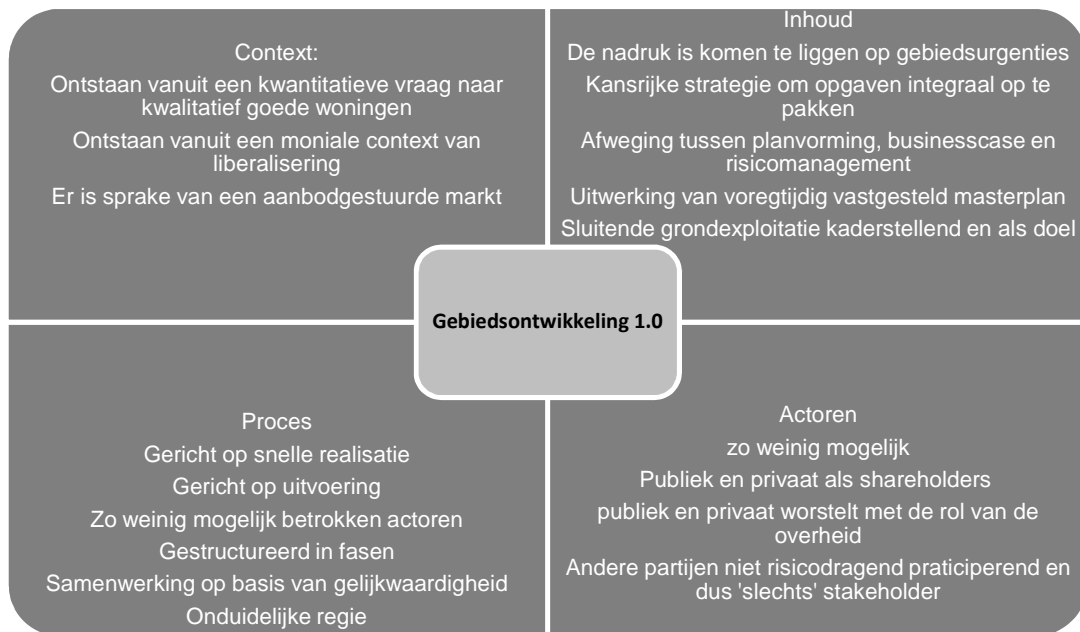 Context:
Ontstaan vanuit een kwantitatieve vraag naar
kwalitatief goede woningen
Ontstaan vanuit een moniale context van
liberalisering
Er is sprake van een aanbodgestuurde markt
Inhoud
De nadruk is komen te liggen op gebiedsurgenties
Kansrijke strategie om opgaven integraal op te
pakken
Afweging tussen planvorming, businesscase en
risicomanagement
Uitwerking van voregtijdig vastgesteld masterplan
Sluitende grondexploitatie kaderstellend en als doel
Gebiedsontwikkeling 1.0
Proces
Gericht op snelle realisatie
Gericht op uitvoering
Zo weinig mogelijk betrokken actoren
Gestructureerd in fasen
Samenwerking op basis van gelijkwaardigheid
Onduidelijke regie
Actoren
zo weinig mogelijk
Publiek en privaat als shareholders
publiek en privaat worstelt met de rol van de
overheid
Andere partijen niet risicodragend praticiperend en
dus 'slechts' stakeholder